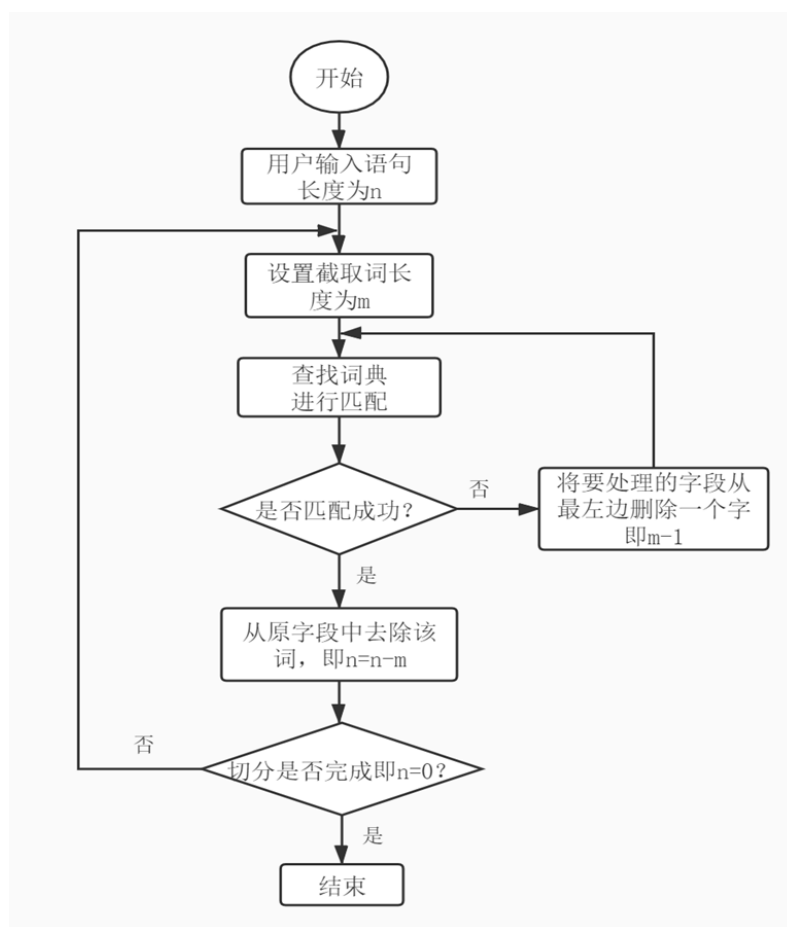 开始
用户输入语句
长度为n
设置截取词长
度为m
查找词典
进行匹配
是否匹配成功？
否
将要处理的字段从
最左边删除一个字
即m-1
是
从原字段中去除该
词，即n=n-m
否
切分是否完成即n=0？
是
结束